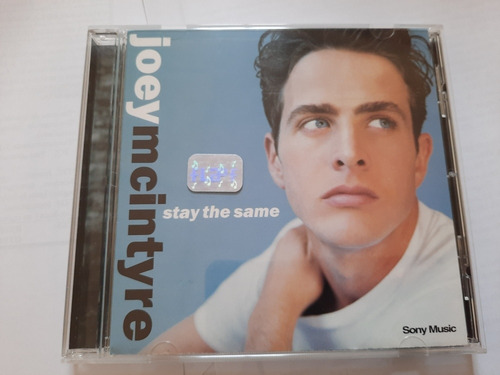 joey mcintyre
stay the same
Sony Music